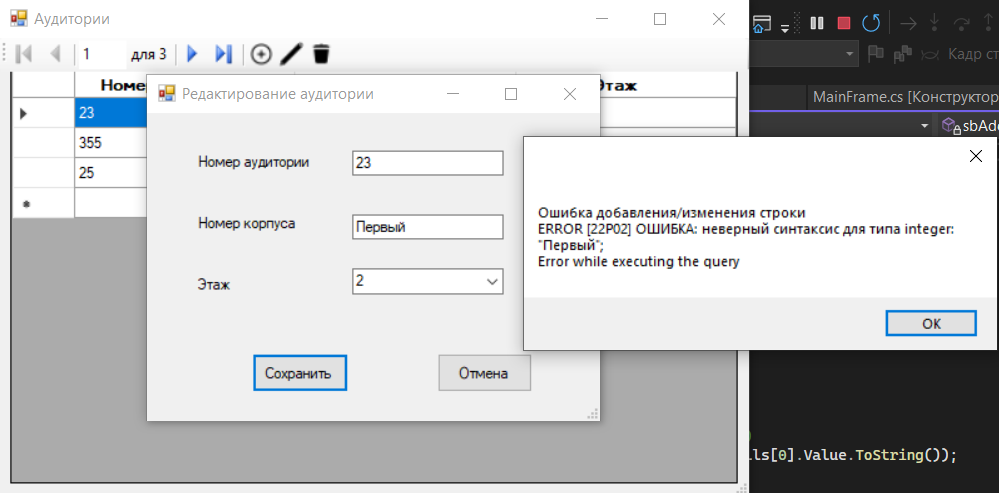 Аудитории
1 для 3
Номе
Этаж
23
355
25
*
Редактирование аудитории
Номер аудитории
23
Номер корпуса
Первый
Этаж
2
Сохранить
Отмена
Ошибка добавления/изменения строки
ERROR [22P02] ОШИБКА: неверный синтаксис для типа integer:
"Первый";
Error while executing the query
OK
Кадр ст
MainFrame.cs [Конструктор
sbAdd
ls[0].Value.ToString());